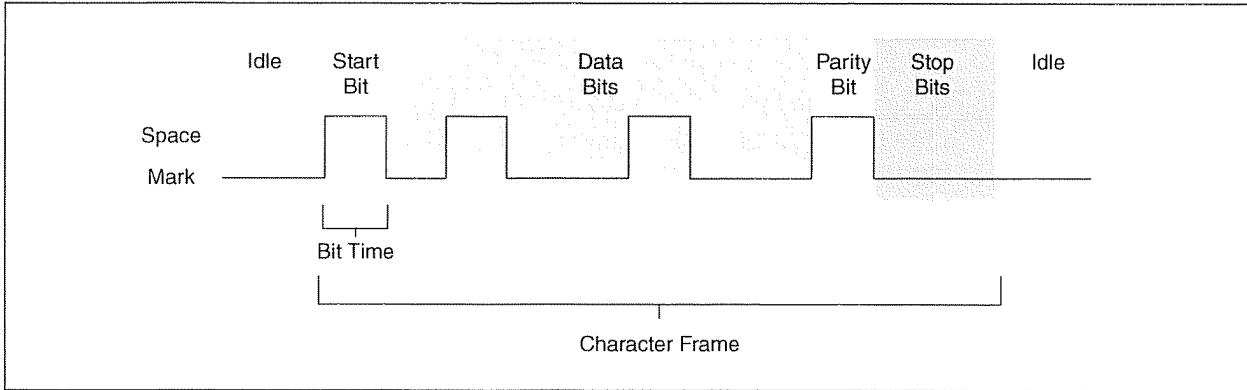 Idle
Start
Bit
Data
Bits
Parity
Bit
Stop
Bits
Idle
Space
Mark
Bit Time
Character Frame